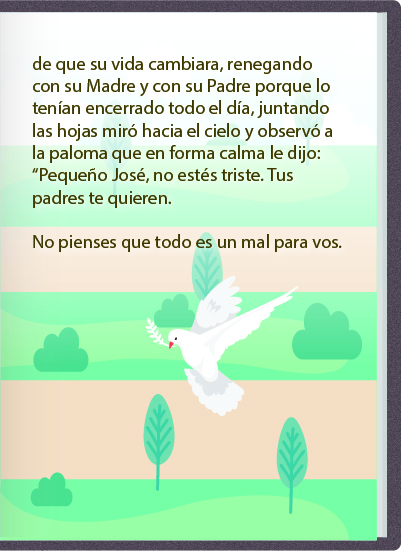 de que su vida cambiara, renegando
con su Madre y con su Padre porque lo
tenían encerrado todo el día, juntando
las hojas miró hacia el cielo y observó a
la paloma que en forma calma le dijo:
“Pequeño José, no estés triste. Tus
padres te quieren.
No pienses que todo es un mal para vos.